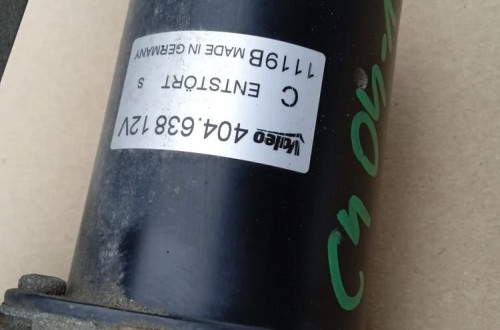 Valeo 404.638 12V
C ENTSTÖRT S
1119B MADE IN GERMANY